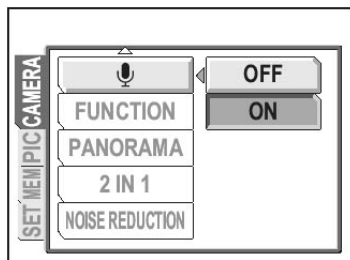 CAMERA
PIC
MEM
SET
OFF
FUNCTION
ON
PANORAMA
2 IN 1
NOISE REDUCTION